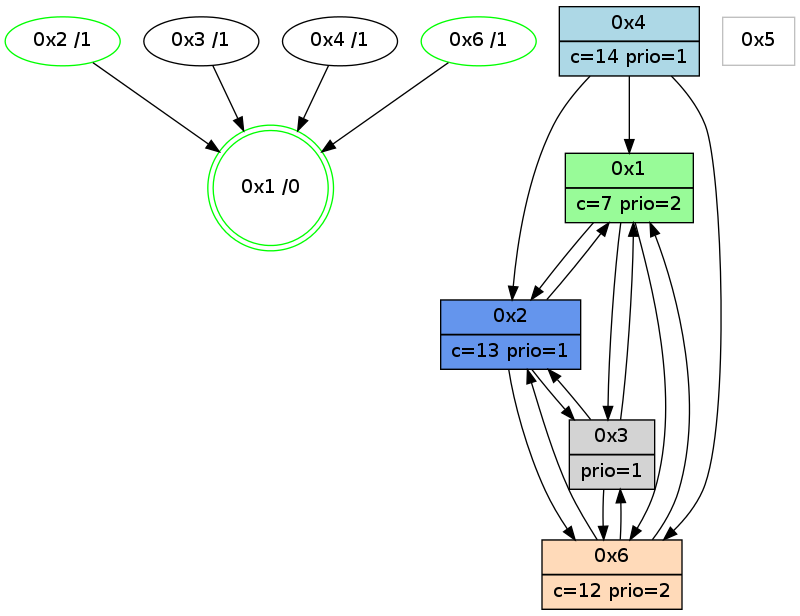 0x2 /1
0x3 /1
0x4 /1
0x6 /1
0x4
c=14 prio=1
0x5
0x1 /0
0x1
c=7 prio=2
0x2
c=13 prio=1
0x3
prio=1
0x6
c=12 prio=2